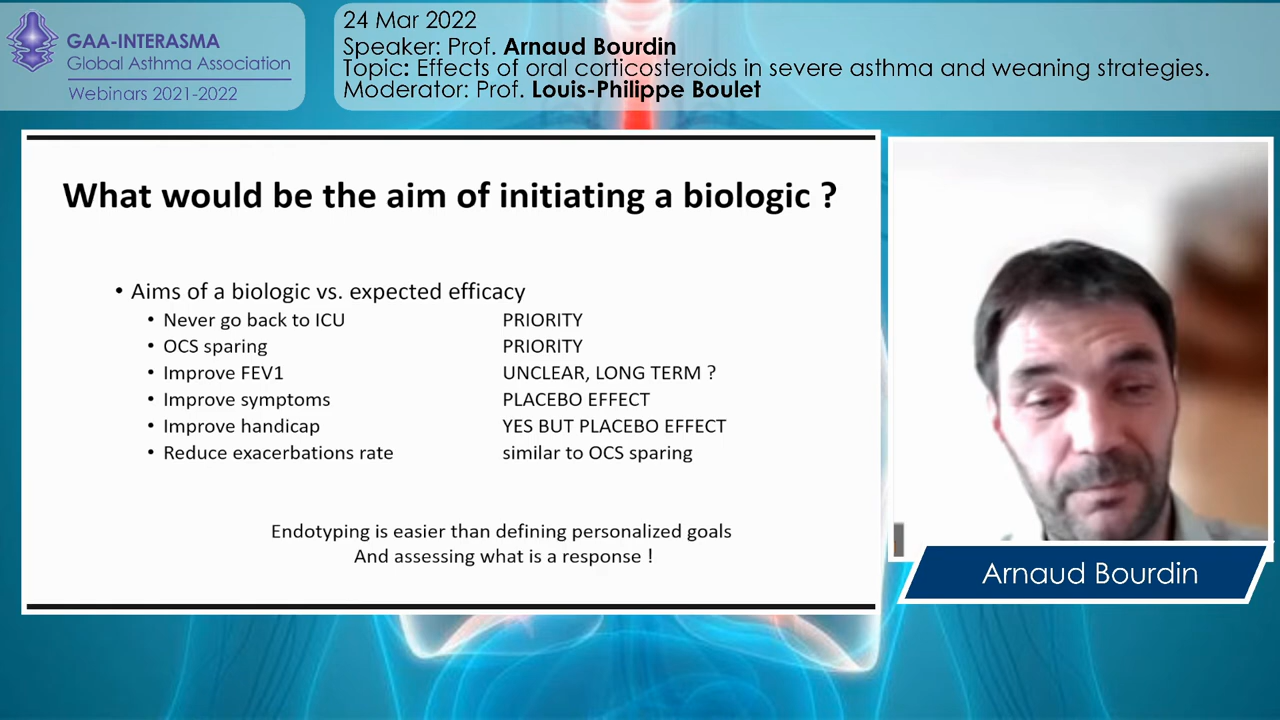 GAA-INTERASMA
Global Asthma Association
Webinars 2021-2022
24 Mar 2022
Speaker: Prof. Arnaud Bourdin
Topic: Effects of oral corticosteroids in severe asthma and weaning strategies.
Moderator: Prof. Louis-Philippe Boulet
What would be the aim of initiating a biologic ?
• Aims of a biologic vs. expected efficacy
• Never go back to ICU PRIORITY
• OCS sparing PRIORITY
• Improve FEV1 UNCLEAR, LONG TERM ?
• Improve symptoms PLACEBO EFFECT
• Improve handicap YES BUT PLACEBO EFFECT
• Reduce exacerbations rate similar to OCS sparing
Endotyping is easier than defining personalized goals
And assessing what is a response !
Arnaud Bourdin